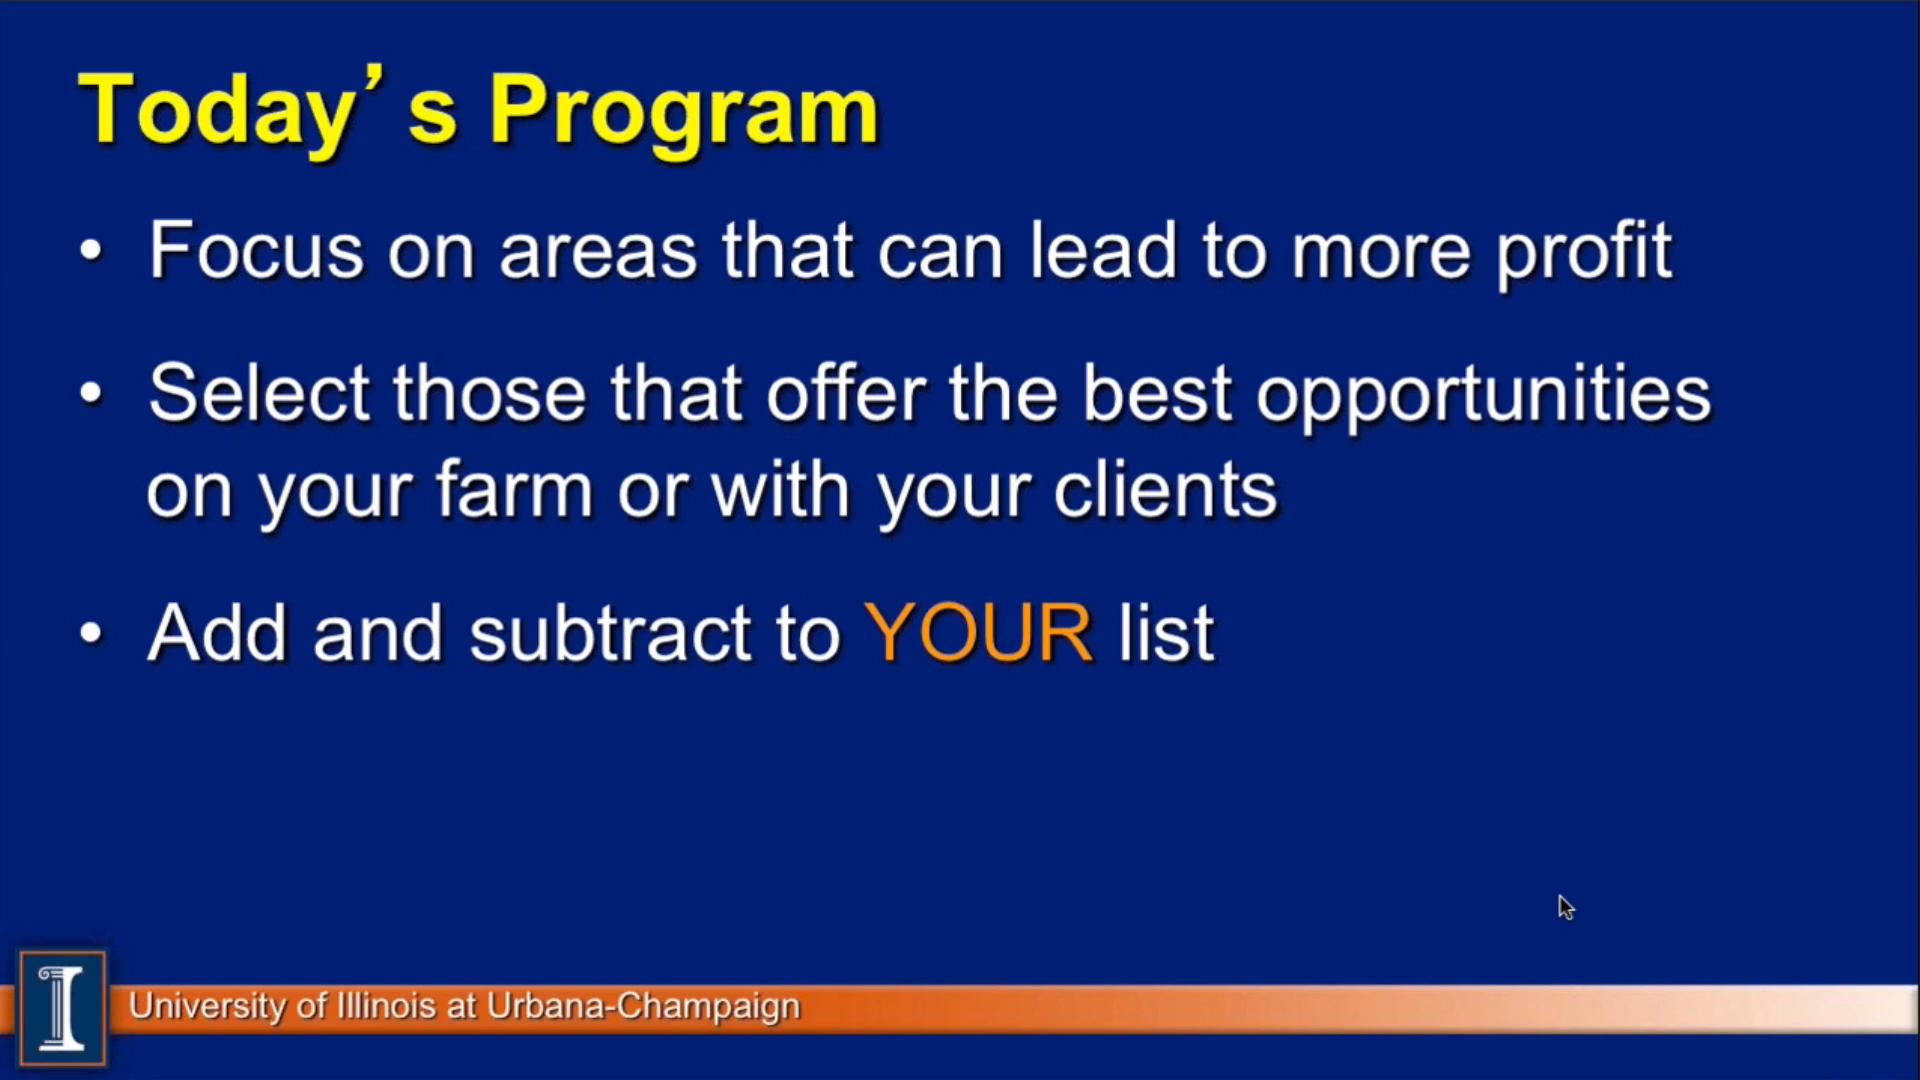 Today's Program
• Focus on areas that can lead to more profit
• Select those that offer the best opportunities
on your farm or with your clients
• Add and subtract to YOUR list
University of Illinois at Urbana-Champaign